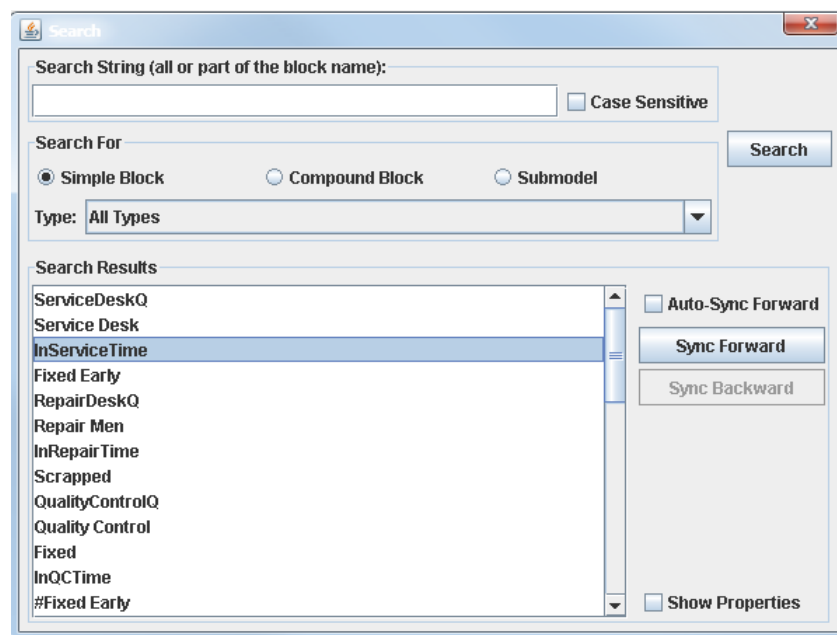 Search
Search String (all or part of the block name):
Case Sensitive
Search For
Search
Simple Block
Compound Block
Submodel
Type: All Types
Search Results
ServiceDeskQ
Service Desk
InServiceTime
Fixed Early
RepairDeskQ
Repair Men
InRepairTime
Scrapped
QualityControlQ
Quality Control
Fixed
InQCTime
#Fixed Early
Auto-Sync Forward
Sync Forward
Sync Backward
Show Properties